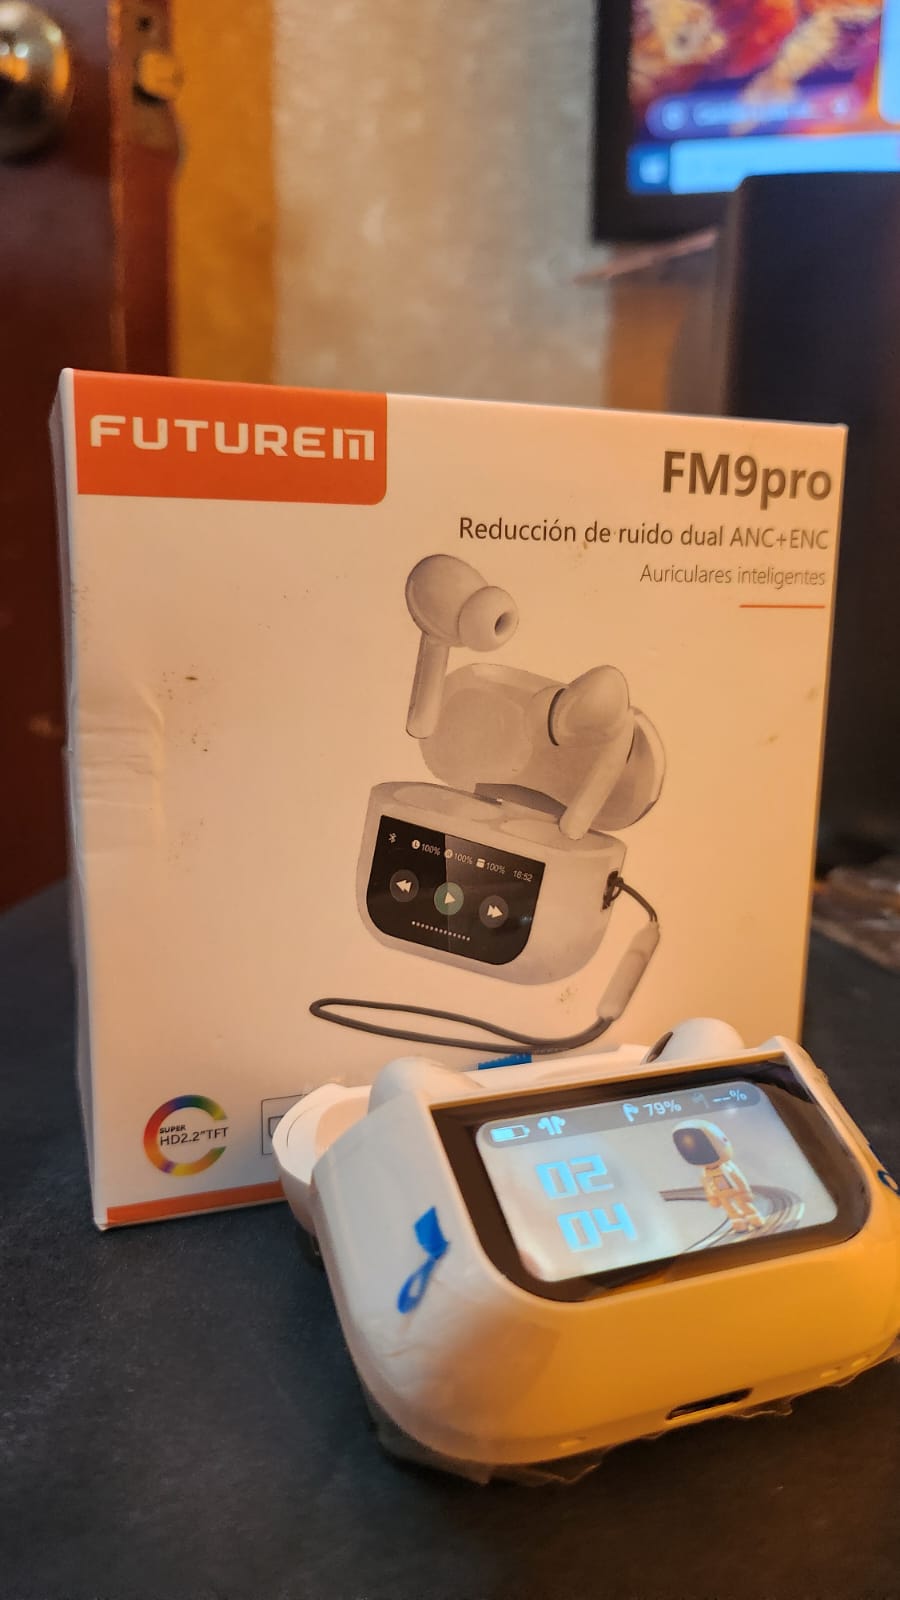 FUTUREM
FM9pro
Reducción de ruido dual ANC+ENC
Auriculares inteligentes
L 100% R 100% 100% 16:52
SUPER
HD2.2"TFT
79% --%
02
04